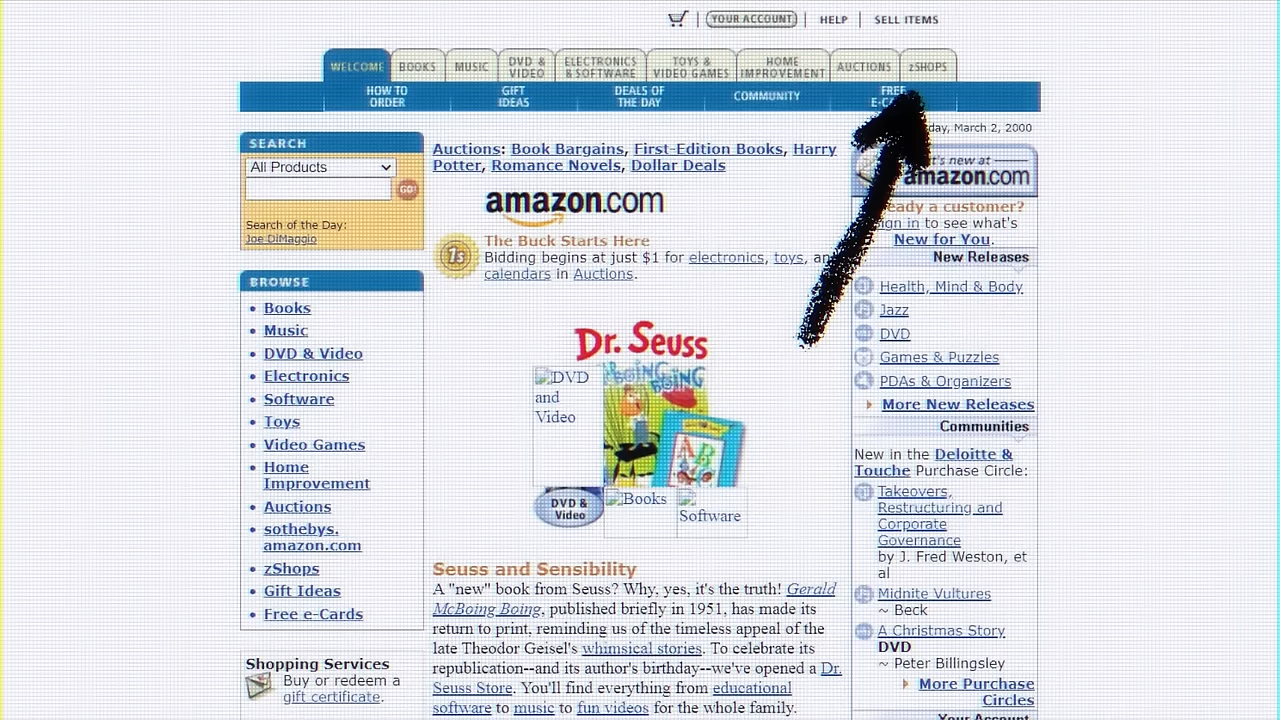 YOUR ACCOUNT
HELP
SELL ITEMS
WELCOME
BOOKS
MUSIC
DVD &
VIDEO
ELECTRONICS
& SOFTWARE
TOYS &
VIDEO GAMES
HOME
IMPROVEMENT
AUCTIONS
zSHOPS
HOW TO
ORDER
GIFT
IDEAS
DEALS OF
THE DAY
COMMUNITY
FREE
March 2, 2000
SEARCH
All Products
GO!
Search of the Day:
Joe DiMaggio
BROWSE
• Books
• Music
• DVD & Video
• Electronics
• Software
• Toys
• Video Games
• Home
Improvement
• Auctions
• sothebys.
amazon.com
• zShops
• Gift Ideas
• Free e-Cards
Shopping Services
Buy or redeem a
gift certificate.
Auctions: Book Bargains, First-Edition Books, Harry
Potter, Romance Novels, Dollar Deals
amazon.com
1s
The Buck Starts Here
Bidding begins at just $1 for electronics, toys,
calendars in Auctions.
Dr. Seuss
BOING
BOING
DVD
and
Video
A B
DVD &
Video
Books
Software
Seuss and Sensibility
A "new" book from Seuss? Why, yes, it's the truth! Gerald
McBoing Boing, published briefly in 1951, has made its
return to print, reminding us of the timeless appeal of the
late Theodor Geisel's whimsical stories. To celebrate its
republication--and its author's birthday--we've opened a Dr.
Seuss Store. You'll find everything from educational
software to music to fun videos for the whole family.
new at
amazon.com
a customer?
in to see what's
New for You.
New Releases
Health, Mind & Body
Jazz
DVD
Games & Puzzles
PDAs & Organizers
More New Releases
Communities
New in the Deloitte &
Touche Purchase Circle:
Takeovers,
Restructuring and
Corporate
Governance
by J. Fred Weston, et
al
Midnite Vultures
~ Beck
A Christmas Story
DVD
~ Peter Billingsley
More Purchase
Circles
Your Account